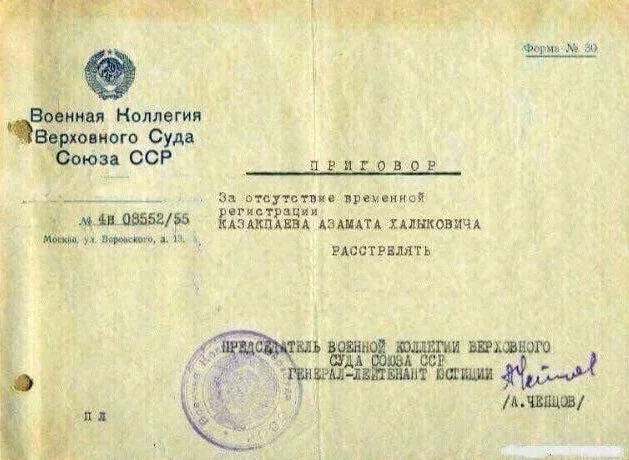 Форма № 30
Военная Коллегия
Верховного Суда
Союза ССР
№ 4н 08552/55
Москва, ул. Воровского, д. 13.
ПРИГОВОР
За отсутствие временной
регистрации
КАЗАКПАЕВА АЗАМАТА ХАЛЫКОВИЧА
РАССТРЕЛЯТЬ
ПРЕДСЕДАТЕЛЬ ВОЕННОЙ КОЛЛЕГИИ ВЕРХОВНОГО
СУДА СОЮЗА ССР
ГЕНЕРАЛ-ЛЕЙТЕНАНТ ЮСТИЦИИ
/А.ЧЕПЦОВ/
П Л